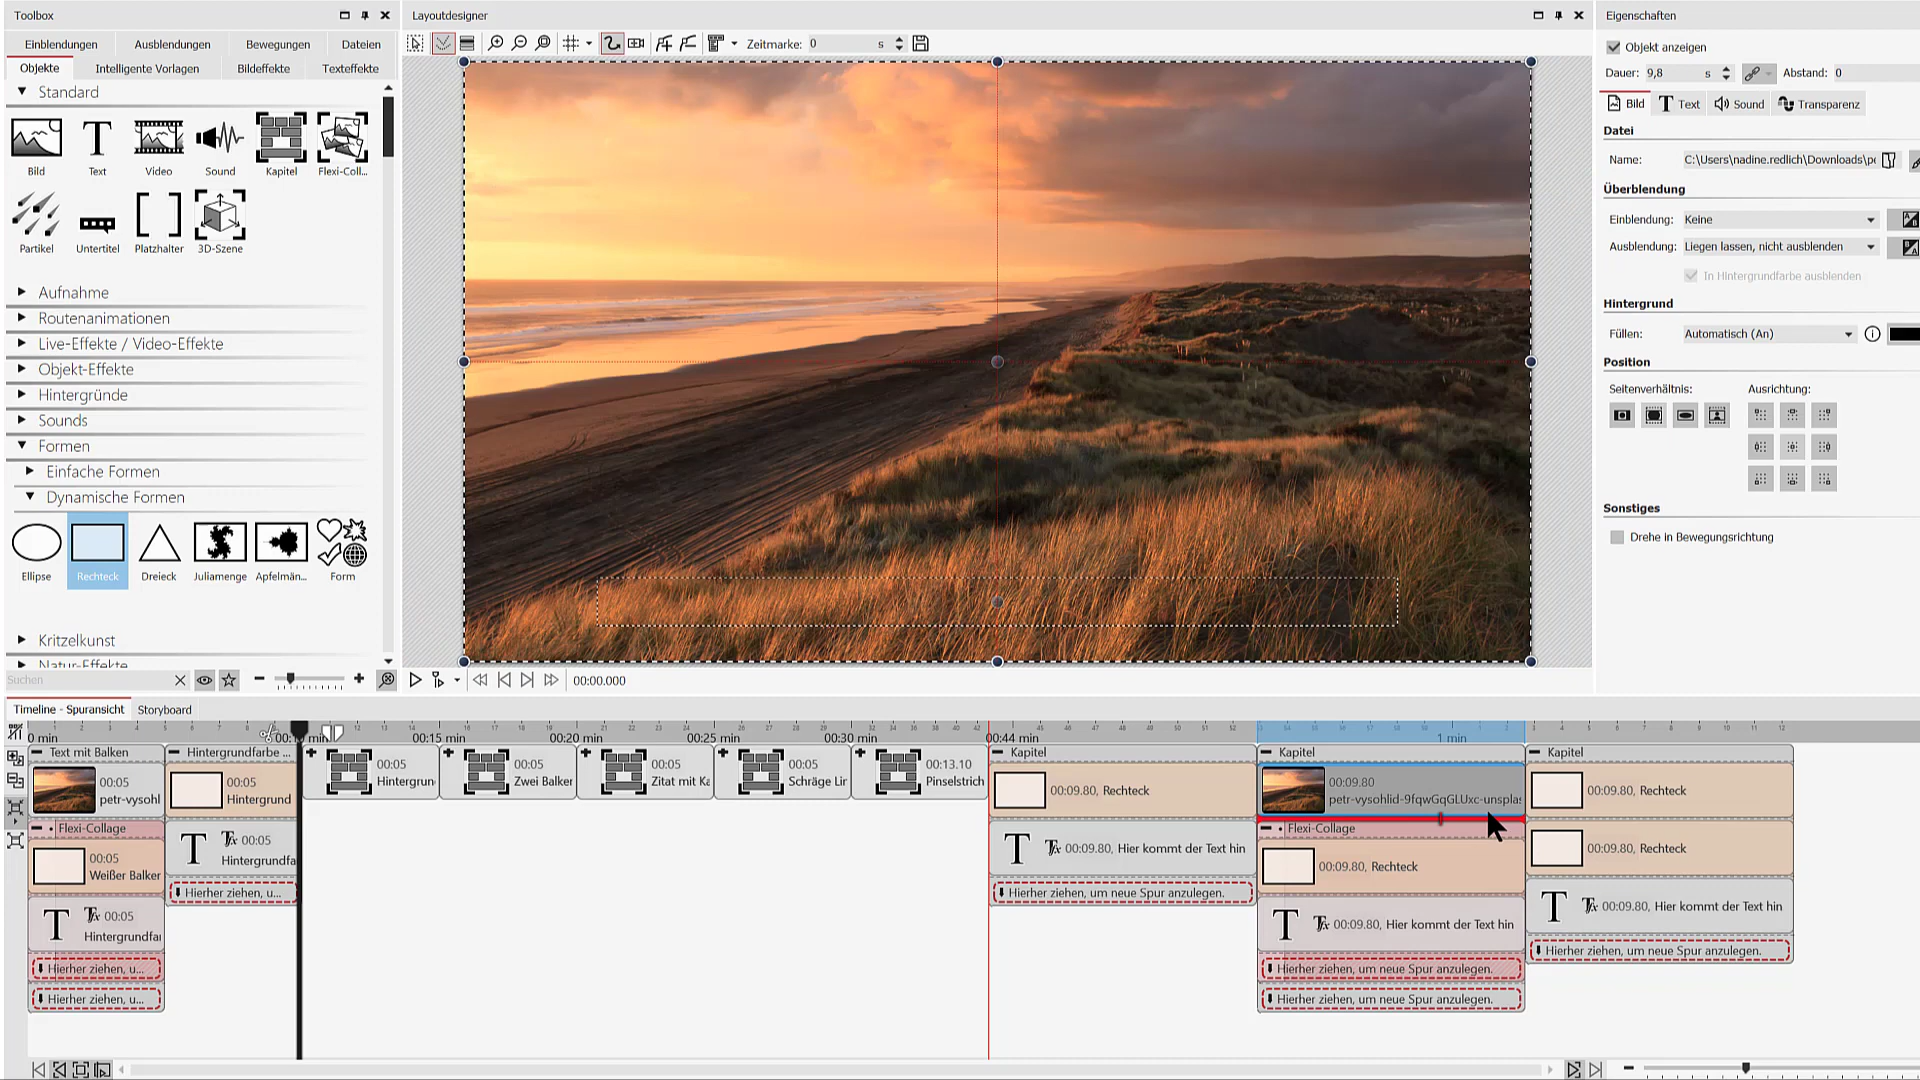 Toolbox
Einblendungen Ausblendungen Bewegungen Dateien
Objekte Intelligente Vorlagen Bildeffekte Texteffekte
Standard
Bild Text Video Sound Kapitel Flexi-Coll...
Partikel Untertitel Platzhalter 3D-Szene
Aufnahme
Routenanimationen
Live-Effekte / Video-Effekte
Objekt-Effekte
Hintergründe
Sounds
Formen
Einfache Formen
Dynamische Formen
Ellipse Rechteck Dreieck Juliamenge Apfelmän... Form
Kritzelkunst
Natur-Effekte
Suchen
Layoutdesigner
Zeitmarke: 0 s
00:00.000
Eigenschaften
Objekt anzeigen
Dauer: 9,8 s Abstand: 0
Bild Text Sound Transparenz
Datei
Name: C:\Users\nadine.redlich\Downloads\pe
Überblendung
Einblendung: Keine
Ausblendung: Liegen lassen, nicht ausblenden
In Hintergrundfarbe ausblenden
Hintergrund
Füllen: Automatisch (An)
Position
Seitenverhältnis: Ausrichtung:
Sonstiges
Drehe in Bewegungsrichtung
Timeline - Spuransicht Storyboard
0 min 00:15 min 00:20 min 00:25 min 00:30 min 00:44 min 1 min
Text mit Balken Hintergrundfarbe ... Kapitel Kapitel Kapitel
00:05
petr-vysohl
Flexi-Collage
00:05
Weißer Balker
00:05
Hintergrundfar
Hierher ziehen, u...
Hierher ziehen, u...
00:05
Hintergrund
00:05
Hintergrundfa
Hierher ziehen, u...
00:05
Hintergrun
00:05
Zwei Balker
00:05
Zitat mit Ka
00:05
Schräge Lir
00:13.10
Pinselstrich
00:09.80, Rechteck
00:09.80, Hier kommt der Text hin
Hierher ziehen, um neue Spur anzulegen.
00:09.80
petr-vysohlid-9fqwGqGLUxc-unsplas
Flexi-Collage
00:09.80, Rechteck
00:09.80, Hier kommt der Text hin
Hierher ziehen, um neue Spur anzulegen.
Hierher ziehen, um neue Spur anzulegen.
00:09.80, Rechteck
00:09.80, Rechteck
00:09.80, Hier kommt der Text hin
Hierher ziehen, um neue Spur anzulegen.